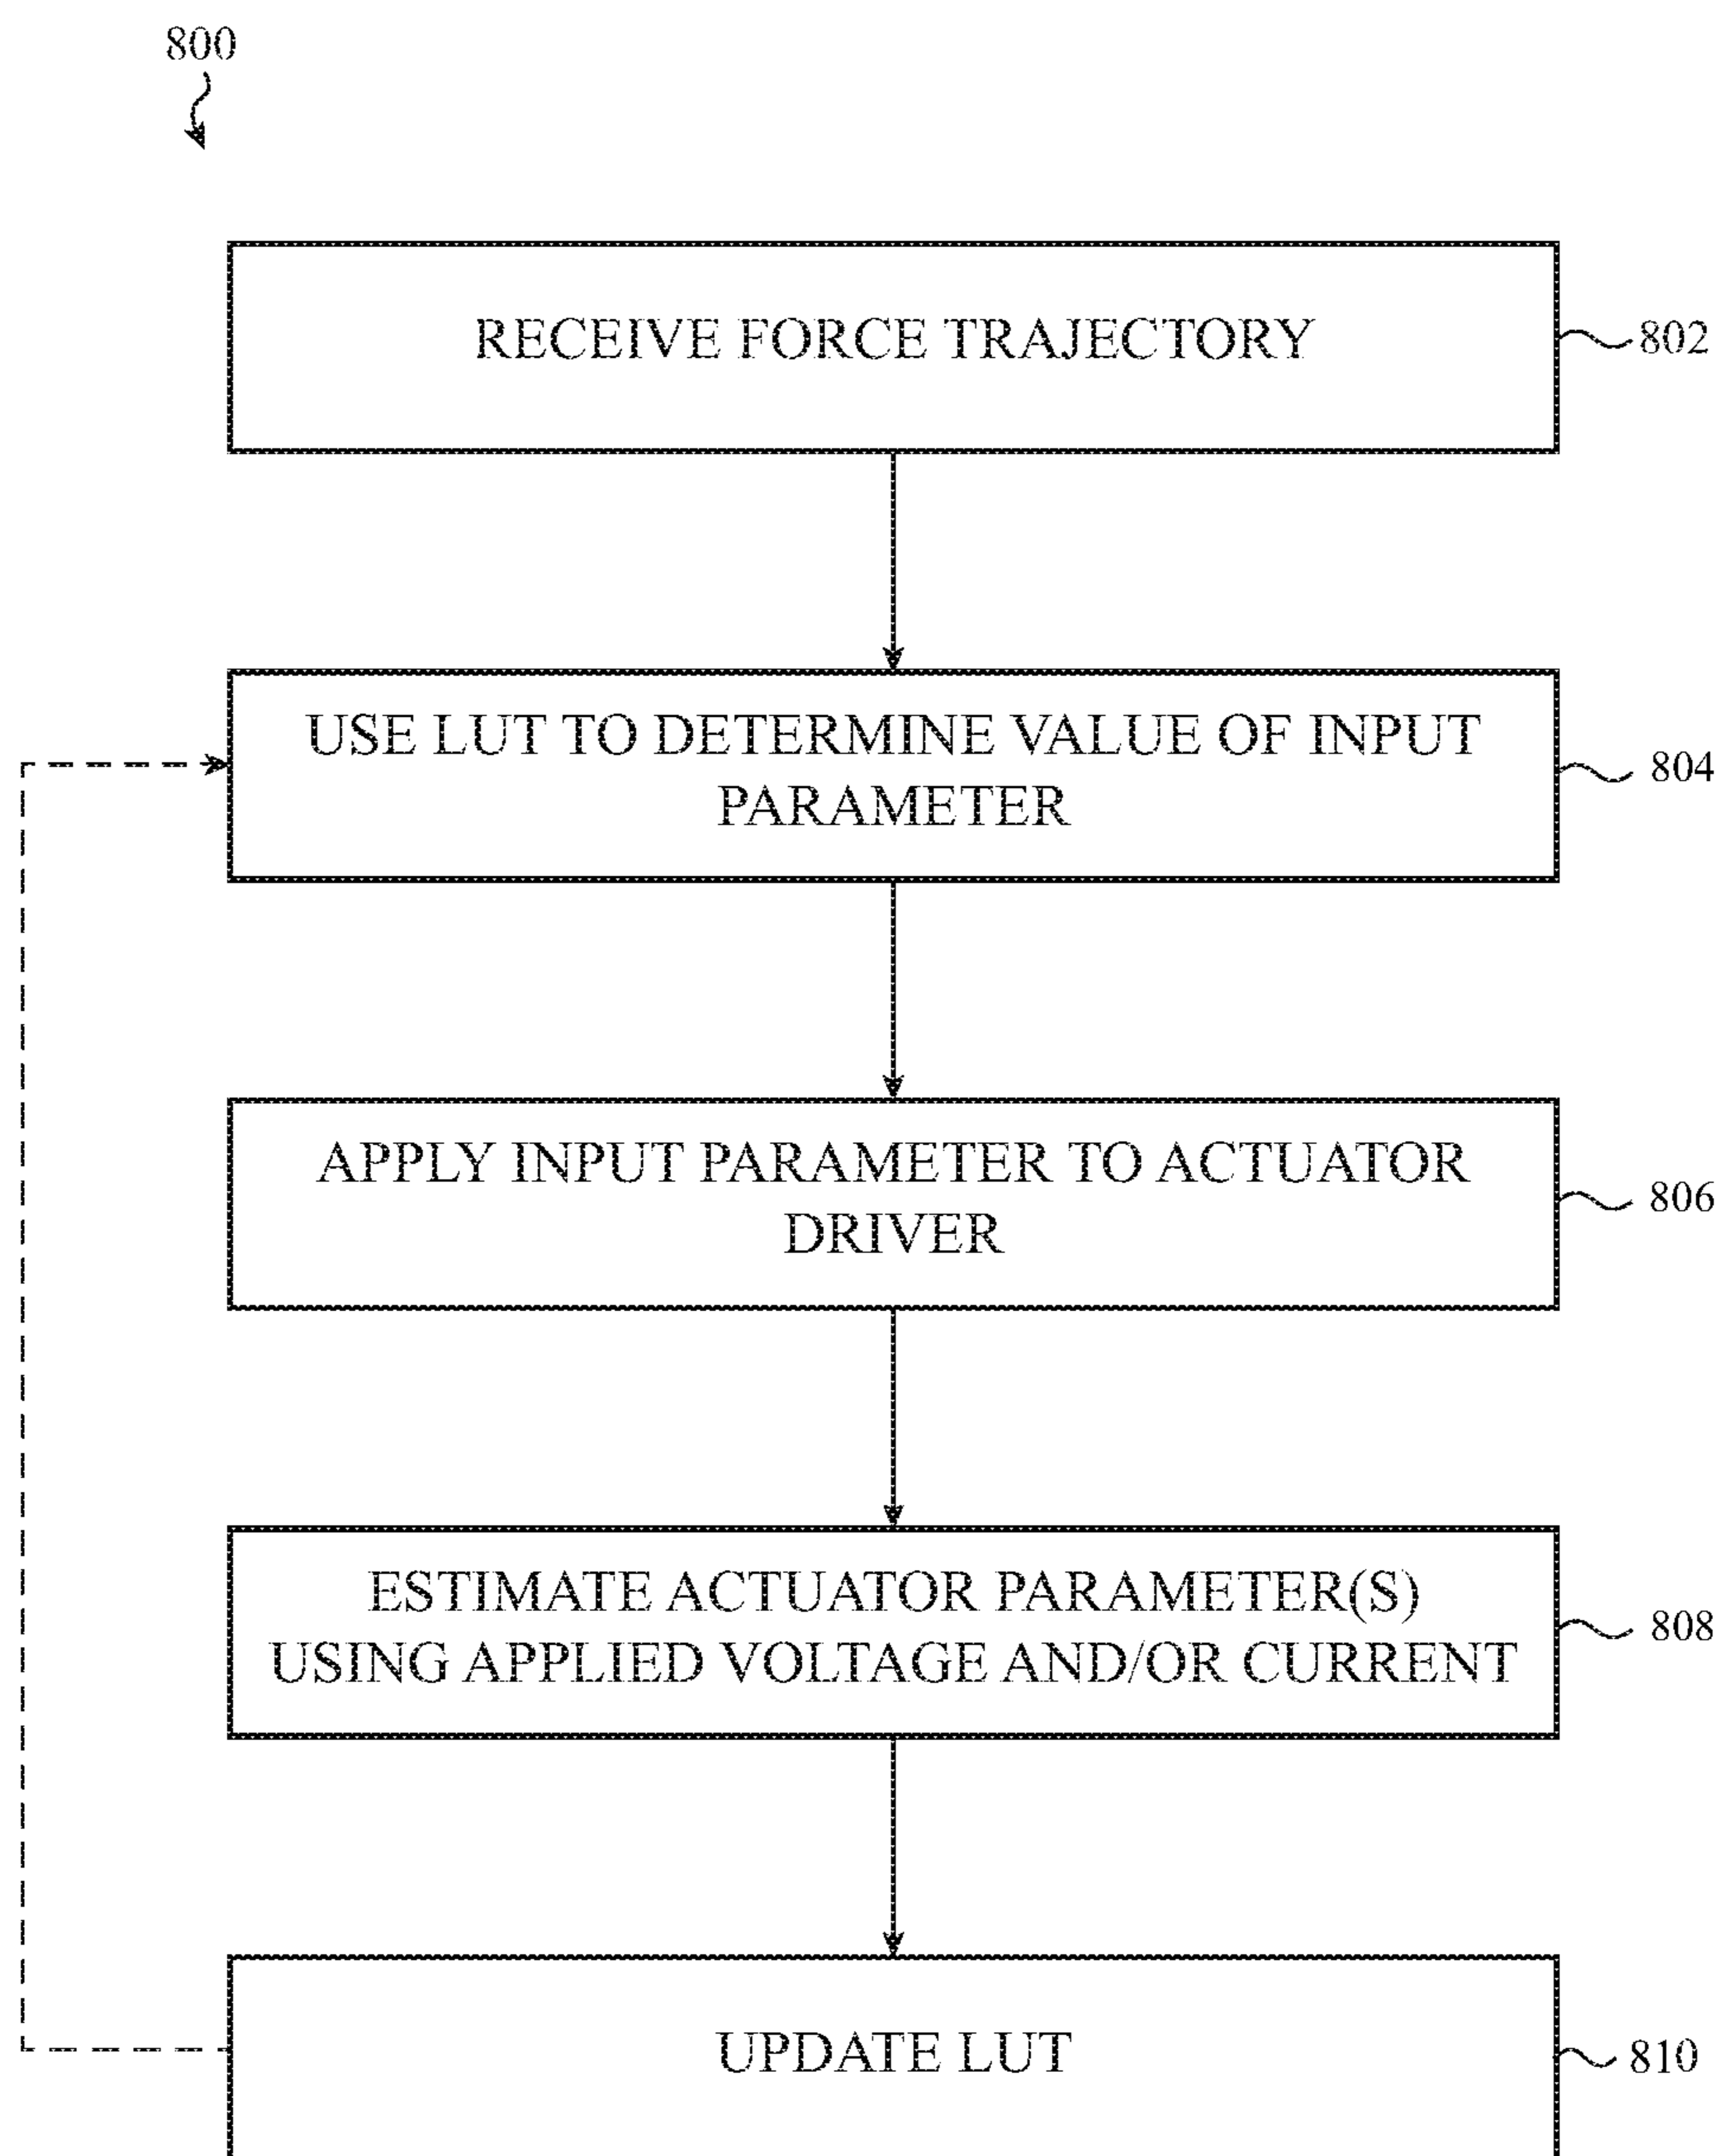 800
RECEIVE FORCE TRAJECTORY
802
USE LUT TO DETERMINE VALUE OF INPUT
PARAMETER
804
APPLY INPUT PARAMETER TO ACTUATOR
DRIVER
806
ESTIMATE ACTUATOR PARAMETER(S)
USING APPLIED VOLTAGE AND/OR CURRENT
808
UPDATE LUT
810